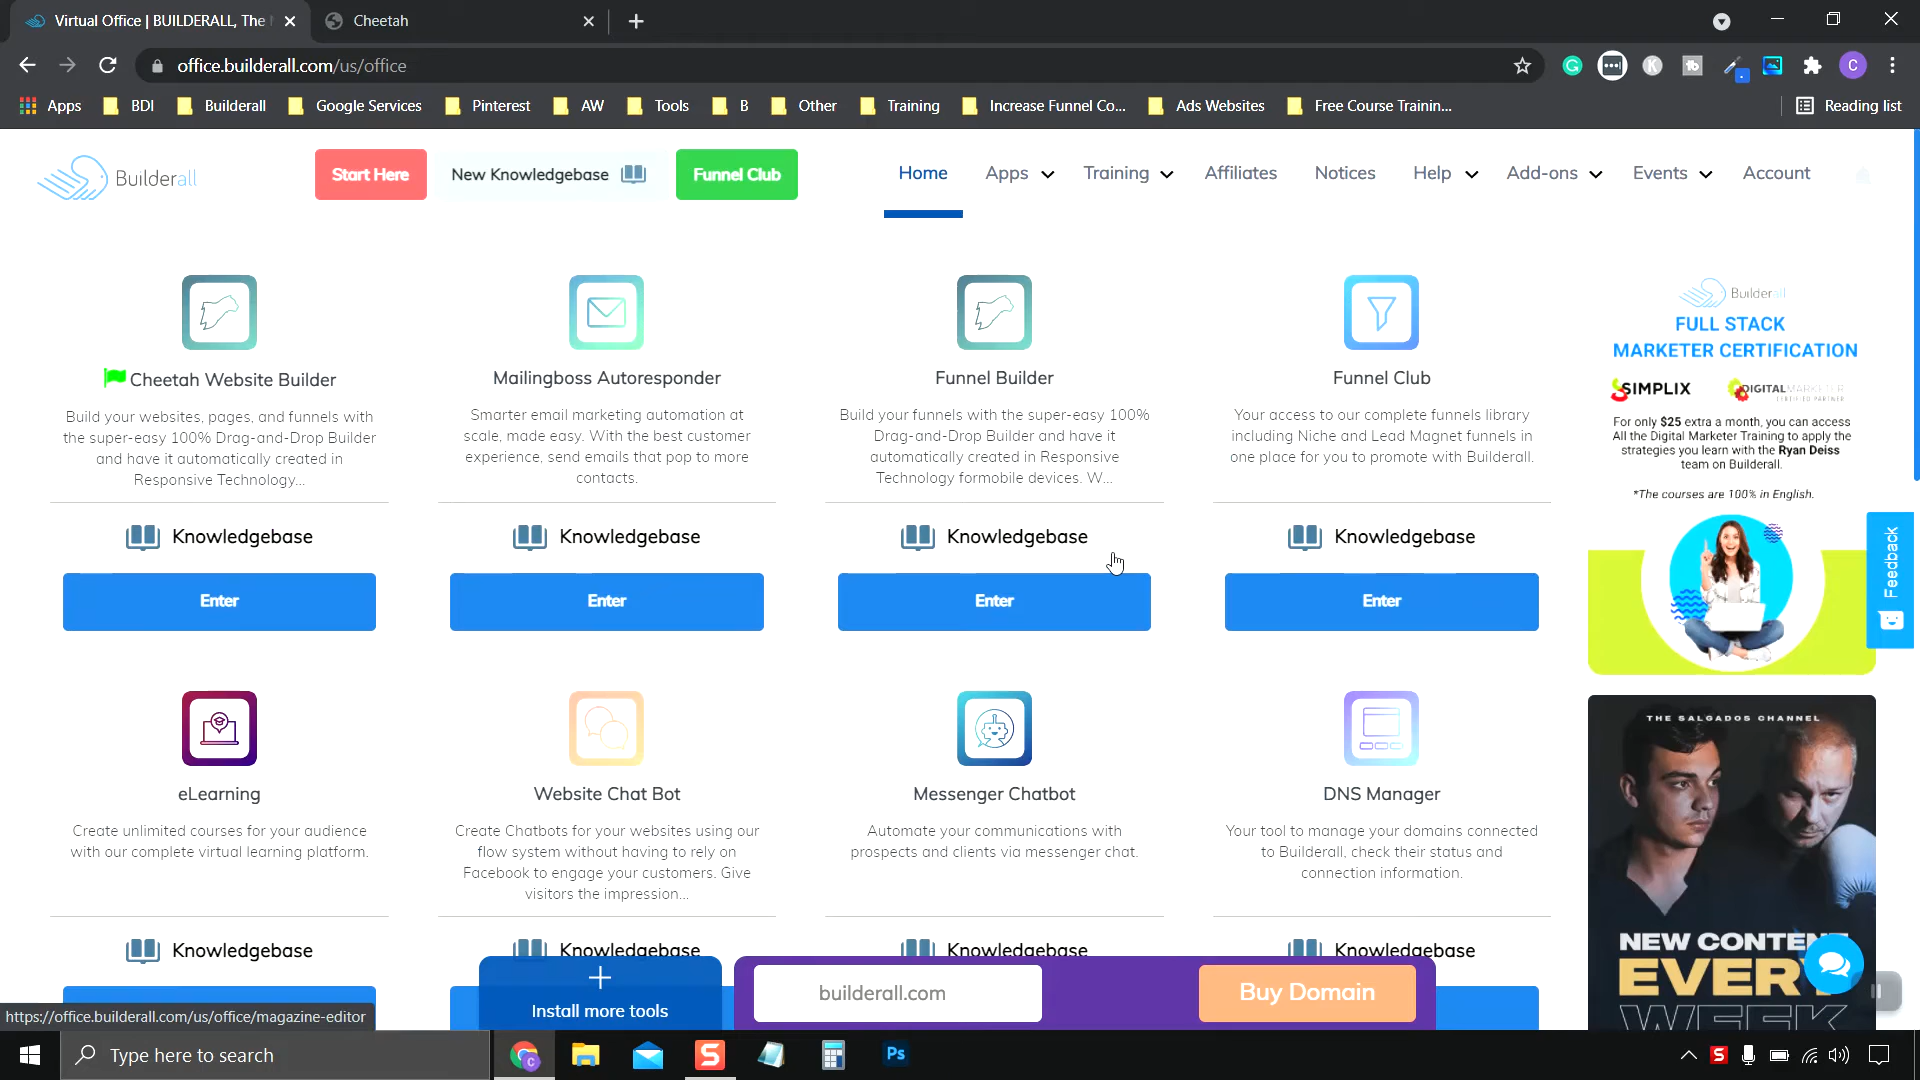 Virtual Office | BUILDERALL, The
Cheetah
office.builderall.com/us/office
Apps
BDI
Builderall
Google Services
Pinterest
AW
Tools
B
Other
Training
Increase Funnel Co...
Ads Websites
Free Course Trainin...
Reading list
Builderall
Start Here
New Knowledgebase
Funnel Club
Home
Apps
Training
Affiliates
Notices
Help
Add-ons
Events
Account
Cheetah Website Builder
Build your websites, pages, and funnels with
the super-easy 100% Drag-and-Drop Builder
and have it automatically created in
Responsive Technology...
Knowledgebase
Enter
Mailingboss Autoresponder
Smarter email marketing automation at
scale, made easy. With the best customer
experience, send emails that pop to more
contacts.
Knowledgebase
Enter
Funnel Builder
Build your funnels with the super-easy 100%
Drag-and-Drop Builder and have it
automatically created in Responsive
Technology formobile devices. W...
Knowledgebase
Enter
Funnel Club
Your access to our complete funnels library
including Niche and Lead Magnet funnels in
one place for you to promote with Builderall.
Knowledgebase
Enter
Builderall
FULL STACK
MARKETER CERTIFICATION
SIMPLIX
DIGITALMARKETER
CERTIFIED PARTNER
For only $25 extra a month, you can access
All the Digital Marketer Training to apply the
strategies you learn with the Ryan Deiss
team on Builderall.
*The courses are 100% in English.
Feedback
eLearning
Create unlimited courses for your audience
with our complete virtual learning platform.
Knowledgebase
Website Chat Bot
Create Chatbots for your websites using our
flow system without having to rely on
Facebook to engage your customers. Give
visitors the impression...
Knowledgebase
Messenger Chatbot
Automate your communications with
prospects and clients via messenger chat.
Knowledgebase
DNS Manager
Your tool to manage your domains connected
to Builderall, check their status and
connection information.
Knowledgebase
THE SALGADOS CHANNEL
NEW CONTENT
EVERY
WEEK
Install more tools
builderall.com
Buy Domain
https://office.builderall.com/us/office/magazine-editor
Type here to search
Ps